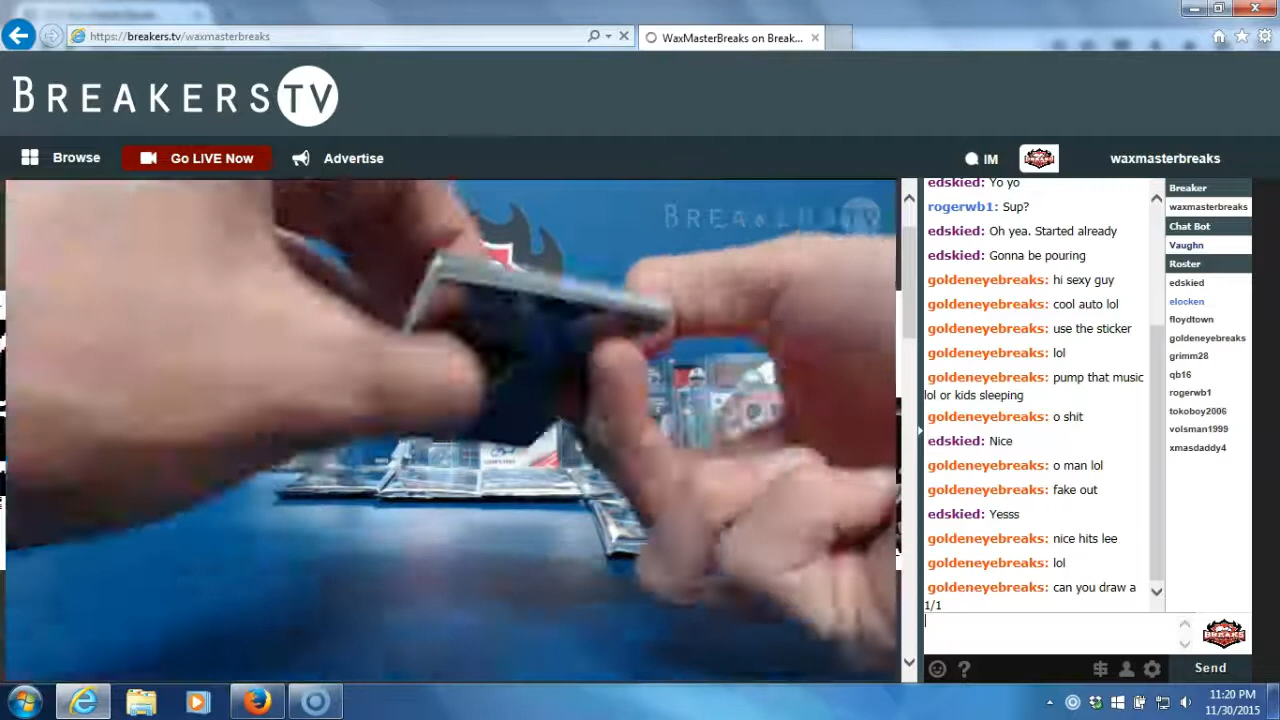 https://breakers.tv/waxmasterbreaks
WaxMasterBreaks on Break...
BREAKERSTV
Browse
Go LIVE Now
Advertise
IM
waxmasterbreaks
BREAKERSTV
edskied: Yo yo
rogerwb1: Sup?
edskied: Oh yea. Started already
edskied: Gonna be pouring
goldeneyebreaks: hi sexy guy
goldeneyebreaks: cool auto lol
goldeneyebreaks: use the sticker
goldeneyebreaks: lol
goldeneyebreaks: pump that music
lol or kids sleeping
goldeneyebreaks: o shit
edskied: Nice
goldeneyebreaks: o man lol
goldeneyebreaks: fake out
edskied: Yesss
goldeneyebreaks: nice hits lee
goldeneyebreaks: lol
goldeneyebreaks: can you draw a
1/1
Breaker
waxmasterbreaks
Chat Bot
Vaughn
Roster
edskied
elocken
floydtown
goldeneyebreaks
grimm28
qb16
rogerwb1
tokoboy2006
volsman1999
xmasdaddy4
BREAKS
Send
11:20 PM
11/30/2015